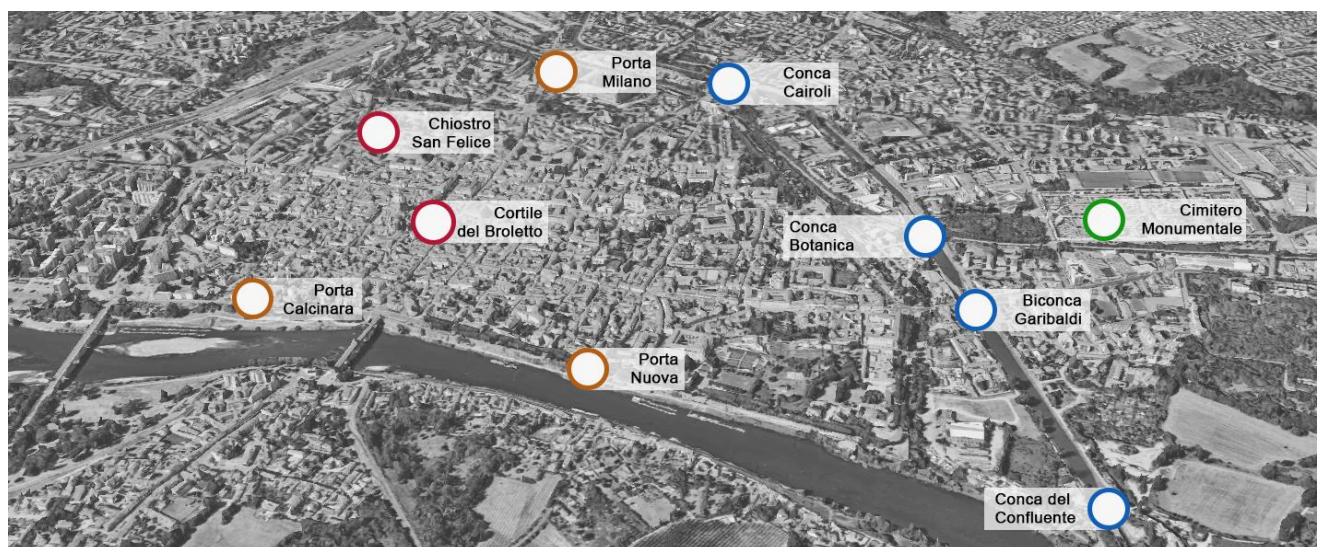 Porta
Milano
Conca
Cairoli
Chiostro
San Felice
Cortile
del Broletto
Conca
Botanica
Cimitero
Monumentale
Porta
Calcinara
Biconca
Garibaldi
Porta
Nuova
Conca del
Confluente